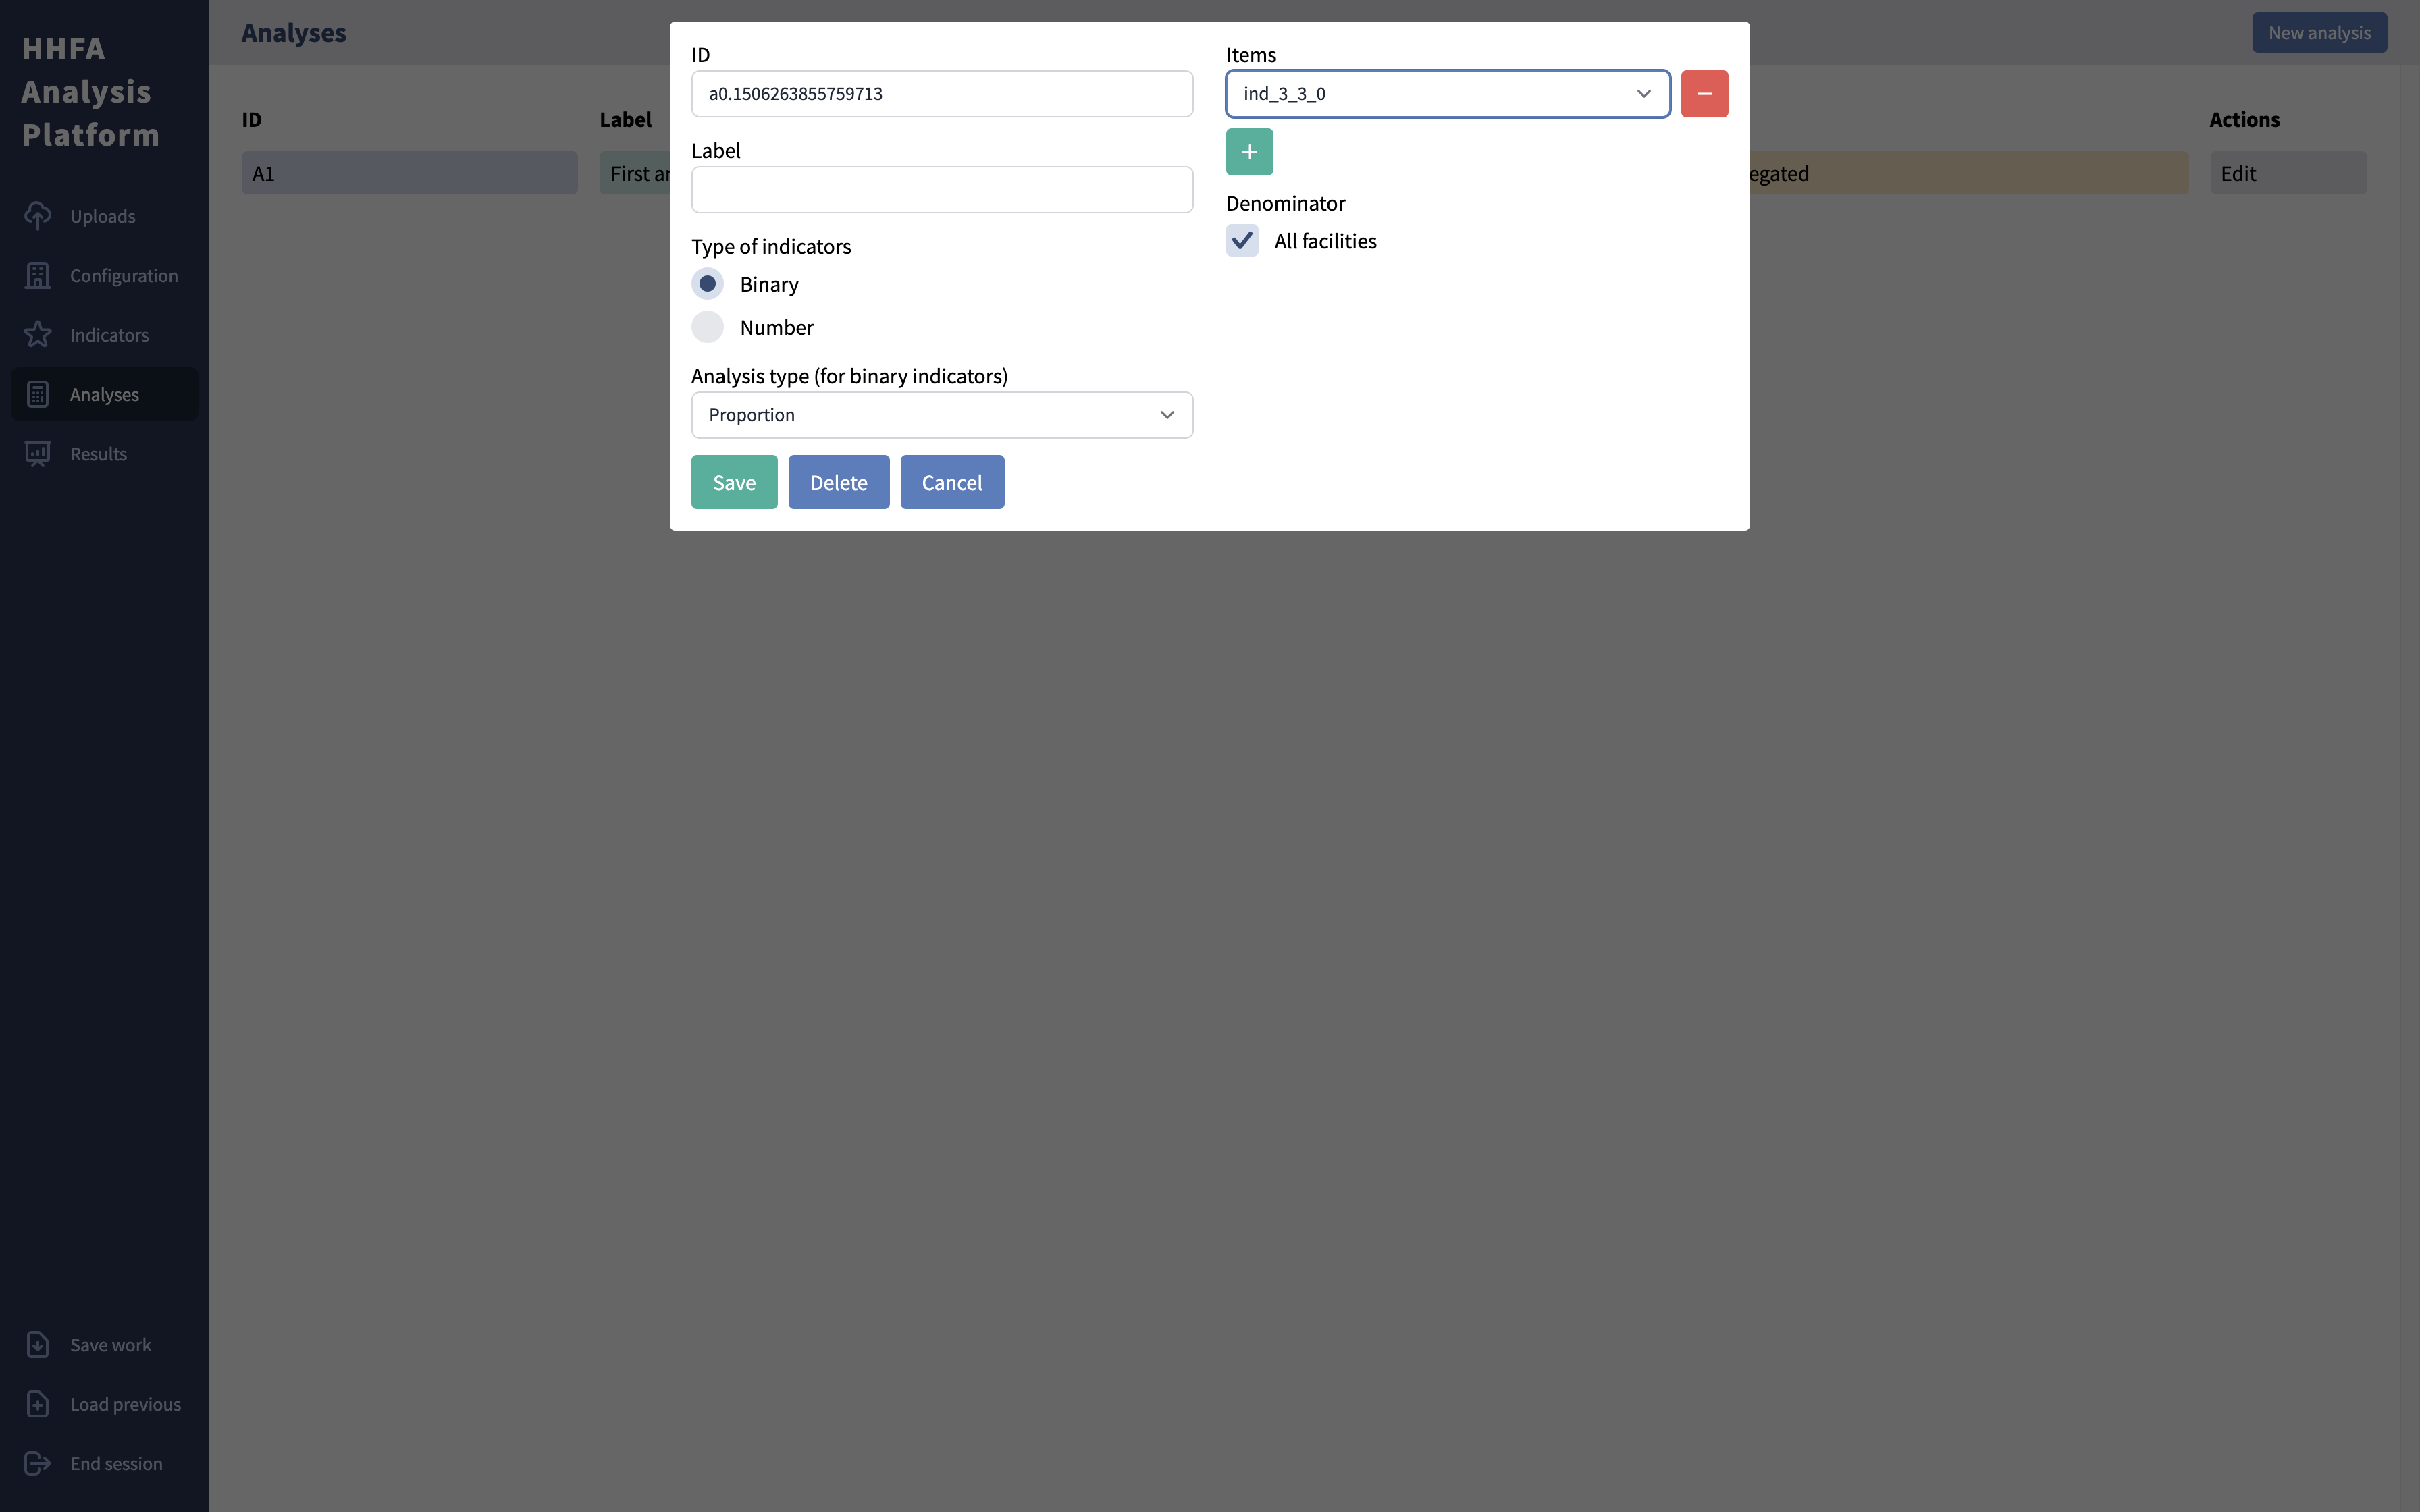 HHFA
Analysis
Platform
Uploads
Configuration
Indicators
Analyses
Results
Save work
Load previous
End session
Analyses
New analysis
ID
Label
Actions
A1
First
Edit
ID
a0.1506263855759713
Label
Type of indicators
Binary
Number
Analysis type (for binary indicators)
Proportion
Save
Delete
Cancel
Items
ind_3_3_0
−
+
Denominator
All facilities